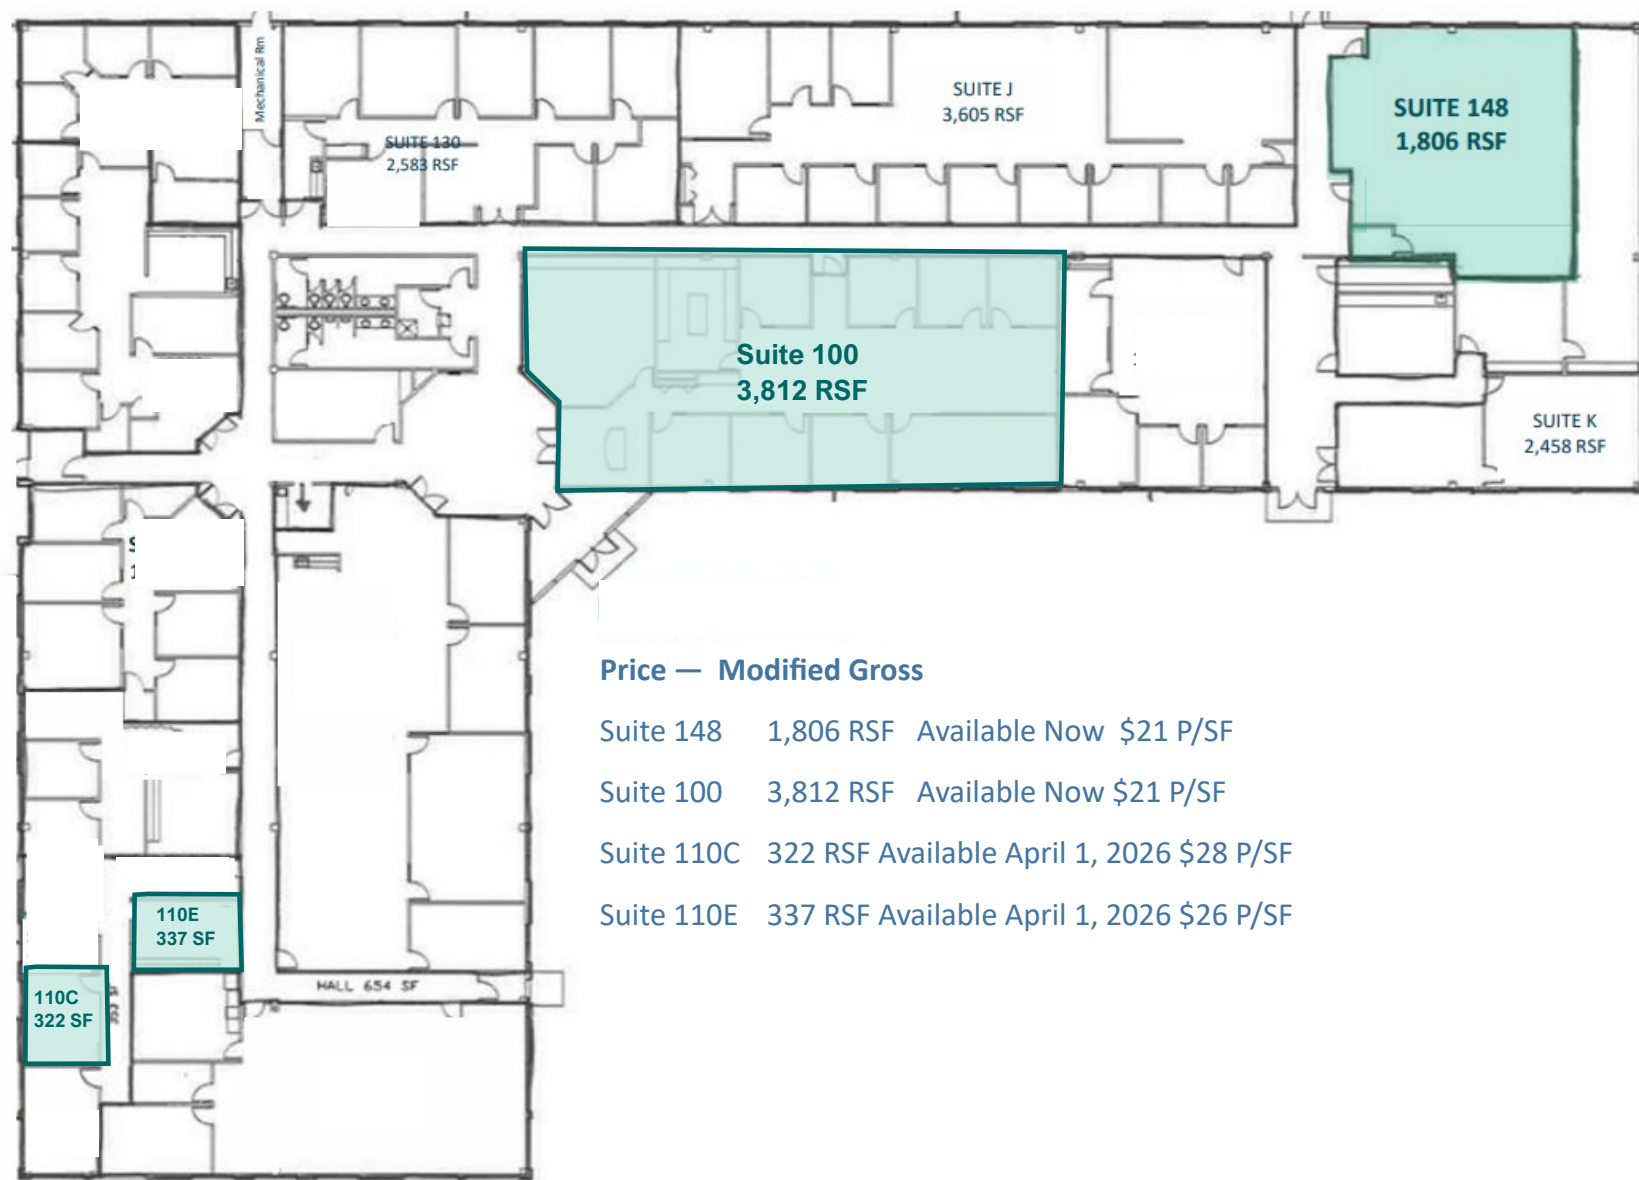 Mechanical Rm
SUITE 130
2,583 RSF
SUITE J
3,605 RSF
SUITE 148
1,806 RSF
Suite 100
3,812 RSF
SUITE K
2,458 RSF
Price — Modified Gross
Suite 148 1,806 RSF Available Now $21 P/SF
Suite 100 3,812 RSF Available Now $21 P/SF
Suite 110C 322 RSF Available April 1, 2026 $28 P/SF
Suite 110E 337 RSF Available April 1, 2026 $26 P/SF
110E
337 SF
110C
322 SF
HALL 654 SF